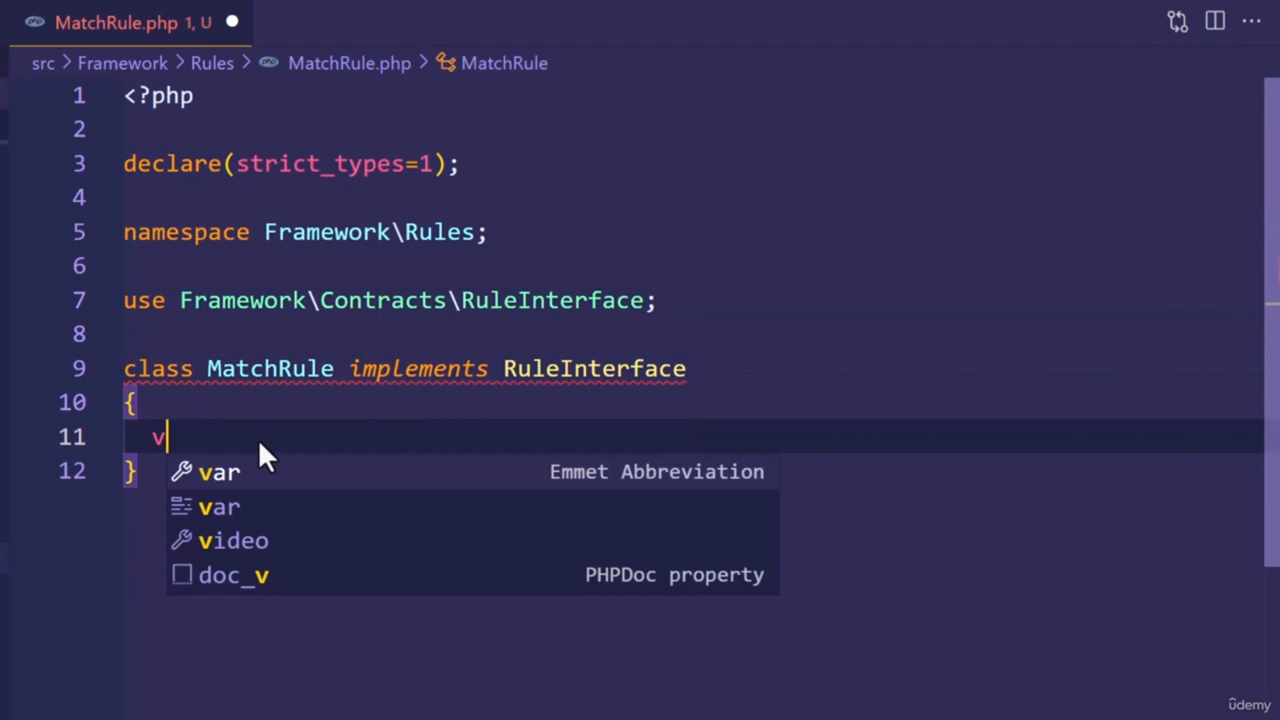 MatchRule.php 1, U
src > Framework > Rules > MatchRule.php > MatchRule
1 <?php
2
3 declare(strict_types=1);
4
5 namespace Framework\Rules;
6
7 use Framework\Contracts\RuleInterface;
8
9 class MatchRule implements RuleInterface
10 {
11 v
12 }
var Emmet Abbreviation
var
video
doc_v PHPDoc property
ûdemy